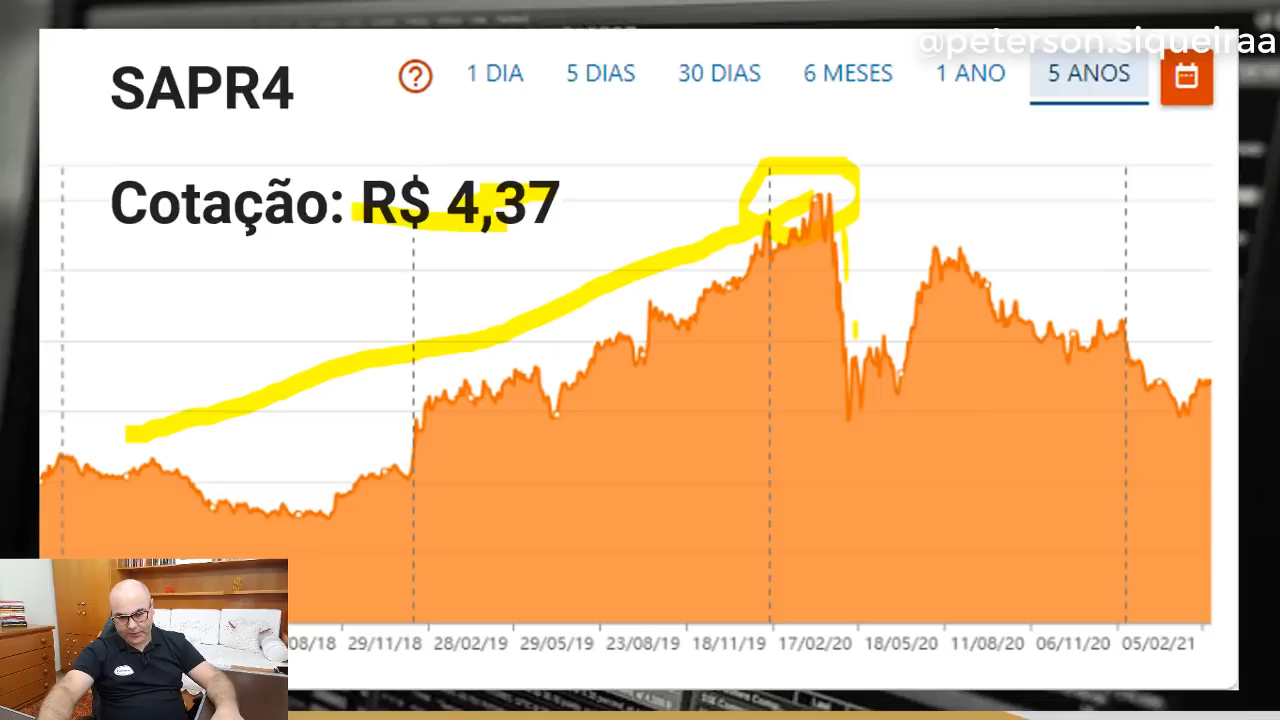 @peterson.siqueiraa
SAPR4
1 DIA 5 DIAS 30 DIAS 6 MESES 1 ANO 5 ANOS
Cotação: R$ 4,37
08/18 29/11/18 28/02/19 29/05/19 23/08/19 18/11/19 17/02/20 18/05/20 11/08/20 06/11/20 05/02/21